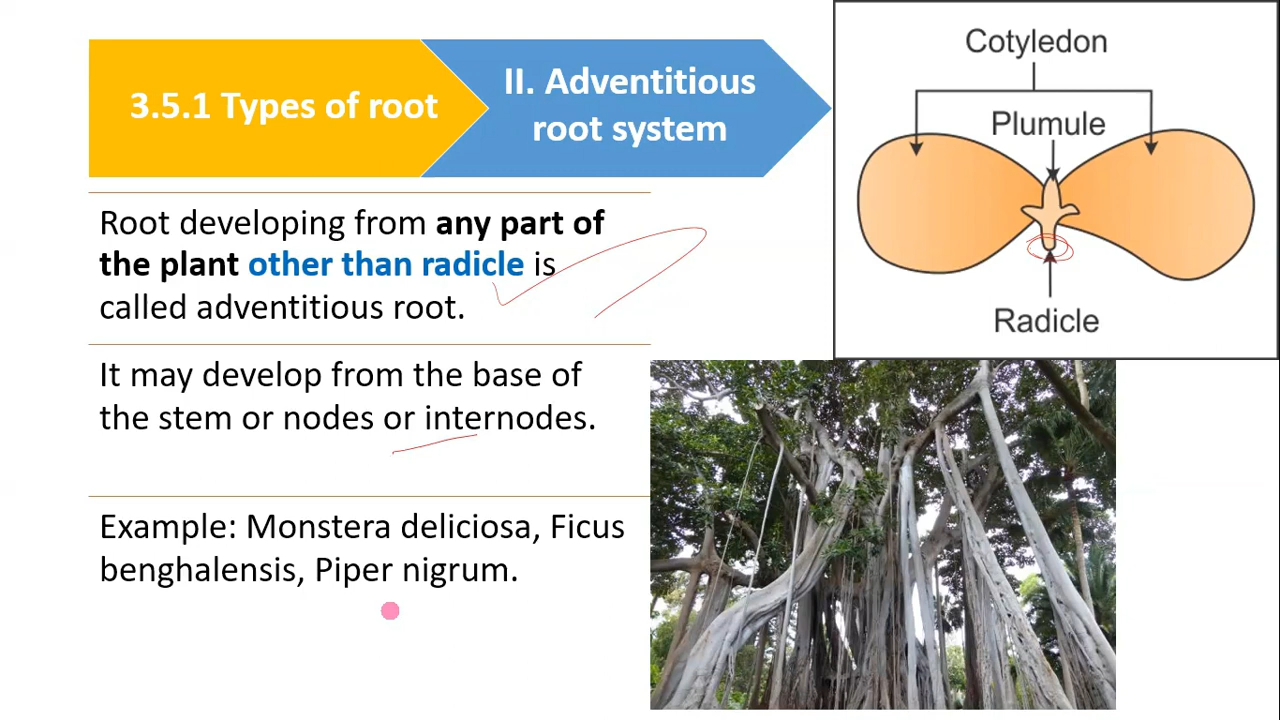 3.5.1 Types of root
II. Adventitious
root system
Root developing from any part of
the plant other than radicle is
called adventitious root.
It may develop from the base of
the stem or nodes or internodes.
Example: Monstera deliciosa, Ficus
benghalensis, Piper nigrum.
Cotyledon
Plumule
Radicle